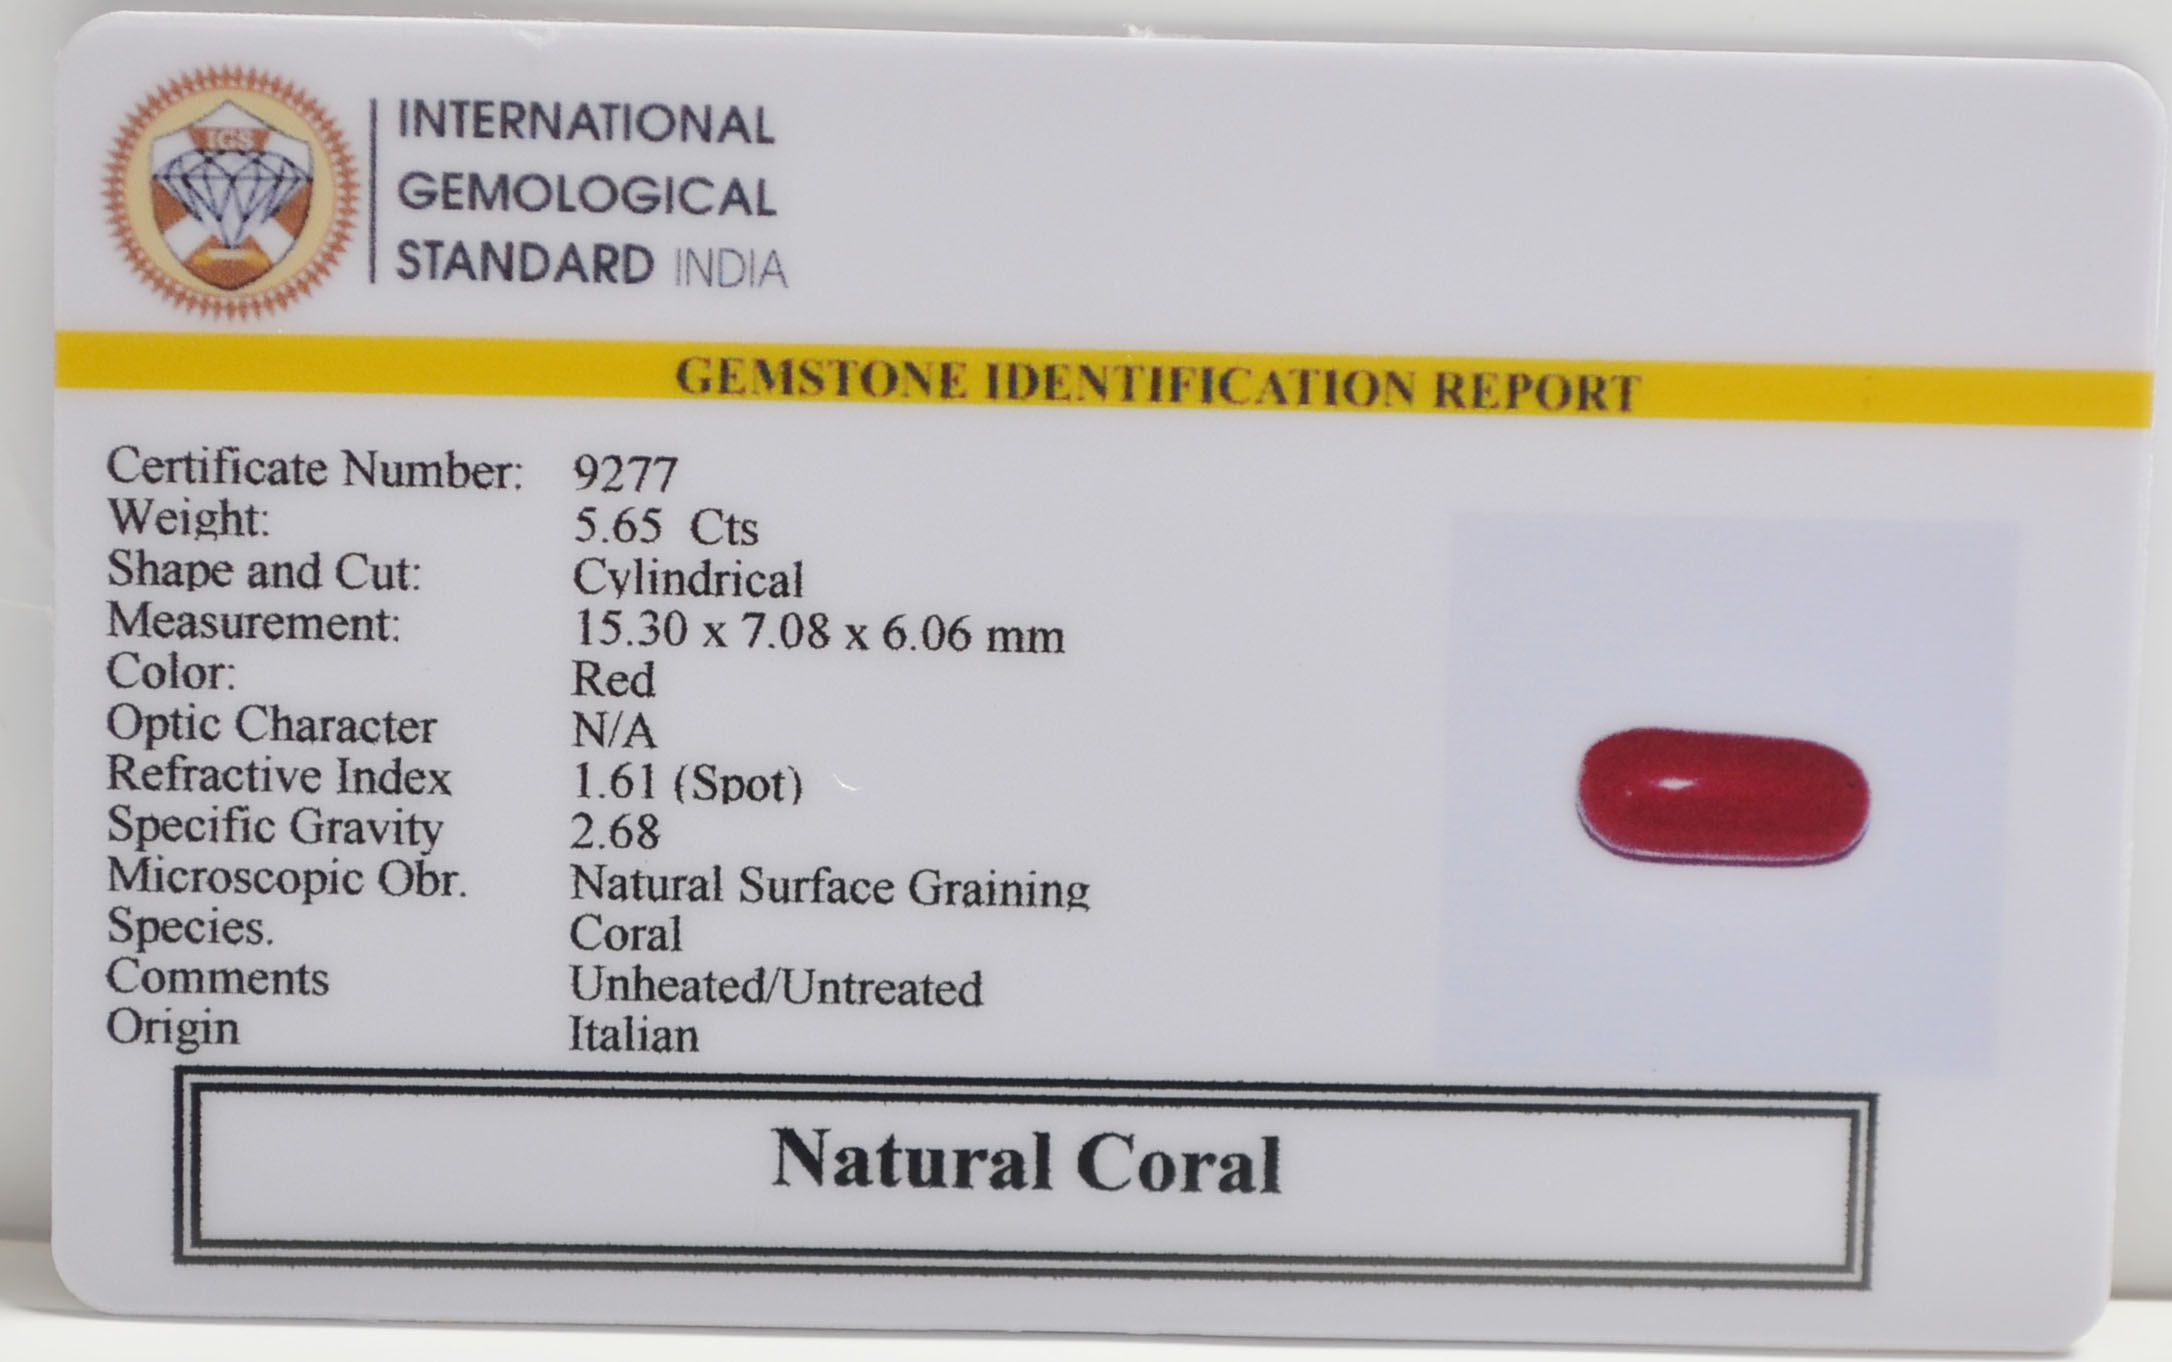 IGS
INTERNATIONAL
GEMOLOGICAL
STANDARD INDIA
GEMSTONE IDENTIFICATION REPORT
Certificate Number: 9277
Weight: 5.65 Cts
Shape and Cut: Cylindrical
Measurement: 15.30 x 7.08 x 6.06 mm
Color: Red
Optic Character N/A
Refractive Index 1.61 (Spot)
Specific Gravity 2.68
Microscopic Obr. Natural Surface Graining
Species. Coral
Comments Unheated/Untreated
Origin Italian
Natural Coral